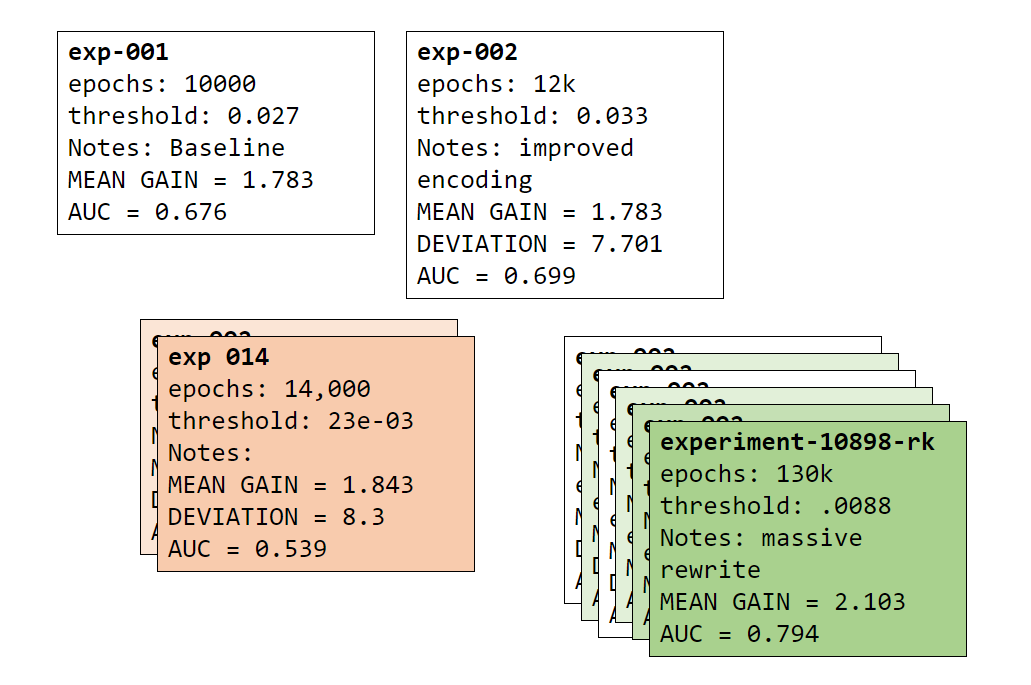 exp-001
epochs: 10000
threshold: 0.027
Notes: Baseline
MEAN GAIN = 1.783
AUC = 0.676
exp-002
epochs: 12k
threshold: 0.033
Notes: improved
encoding
MEAN GAIN = 1.783
DEVIATION = 7.701
AUC = 0.699
exp 014
epochs: 14,000
threshold: 23e-03
Notes:
MEAN GAIN = 1.843
DEVIATION = 8.3
AUC = 0.539
experiment-10898-rk
epochs: 130k
threshold: .0088
Notes: massive
rewrite
MEAN GAIN = 2.103
AUC = 0.794